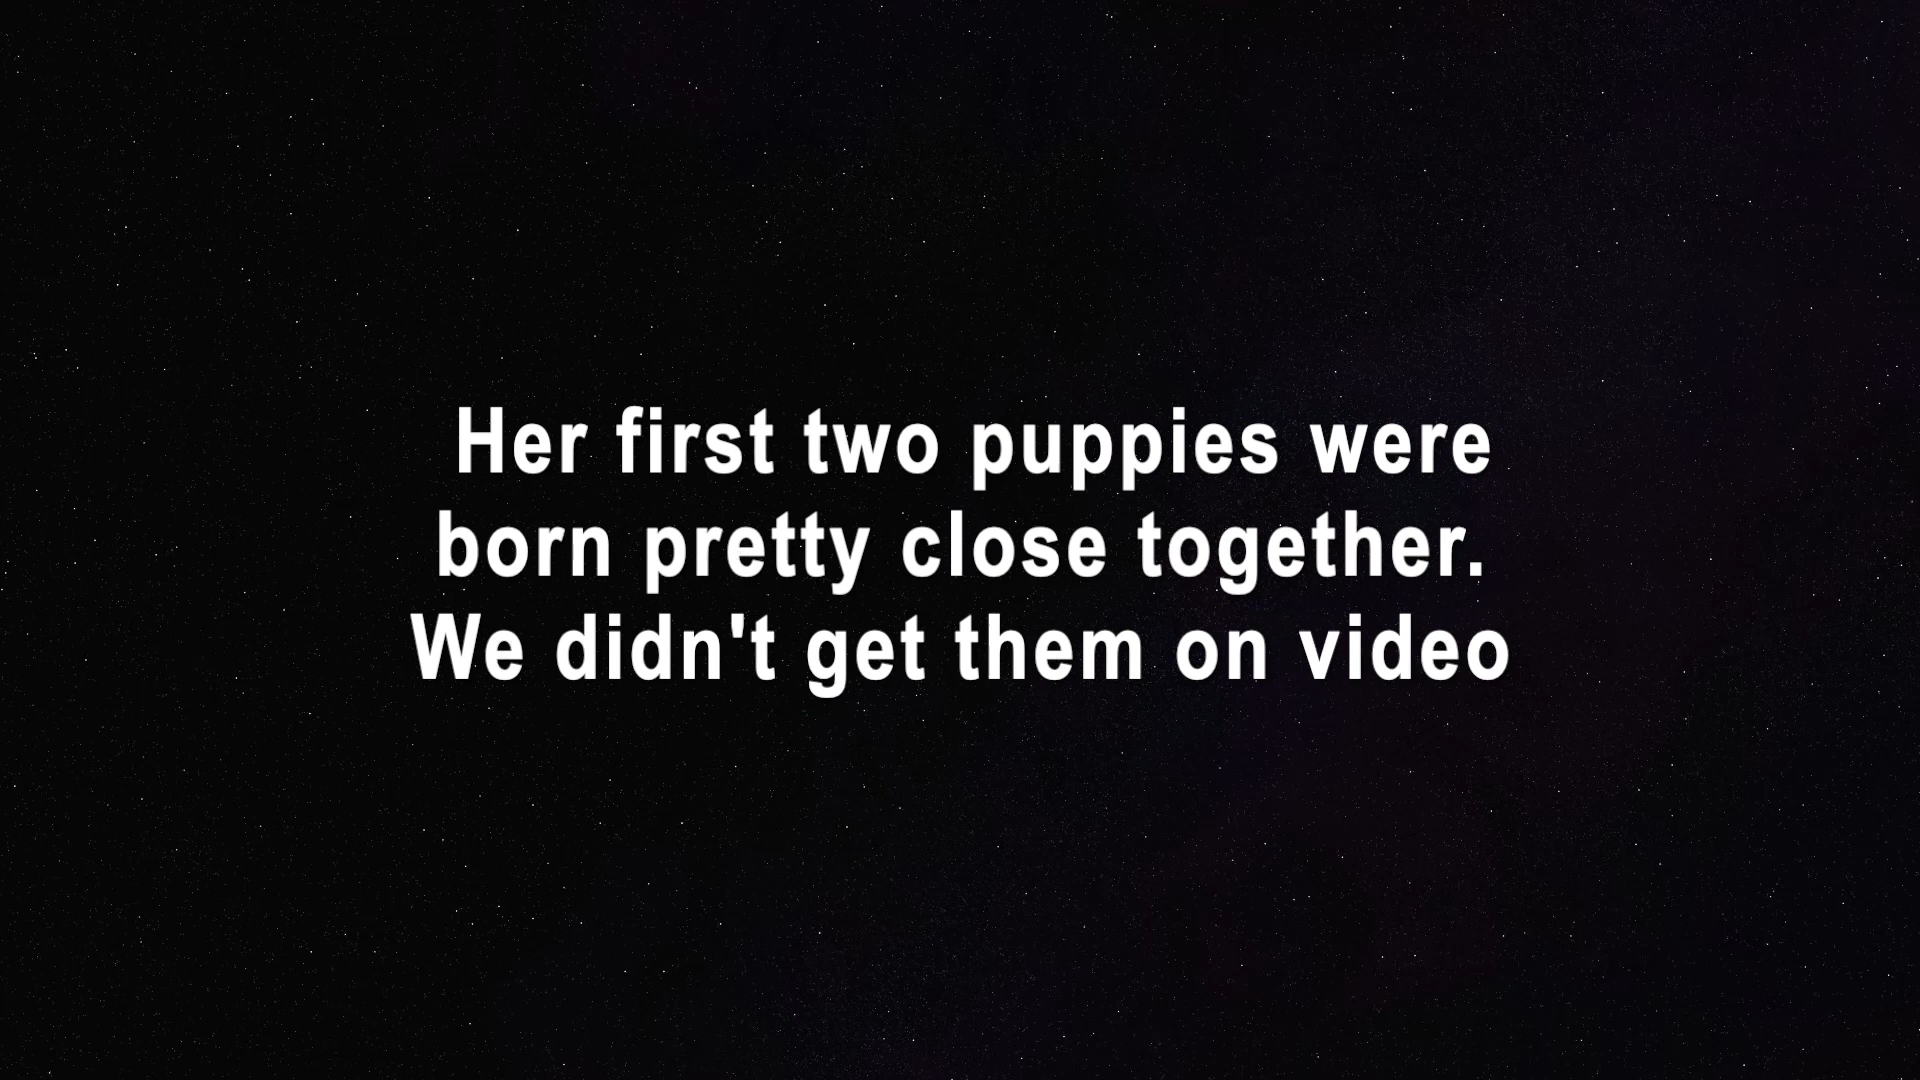 Her first two puppies were
born pretty close together.
We didn't get them on video